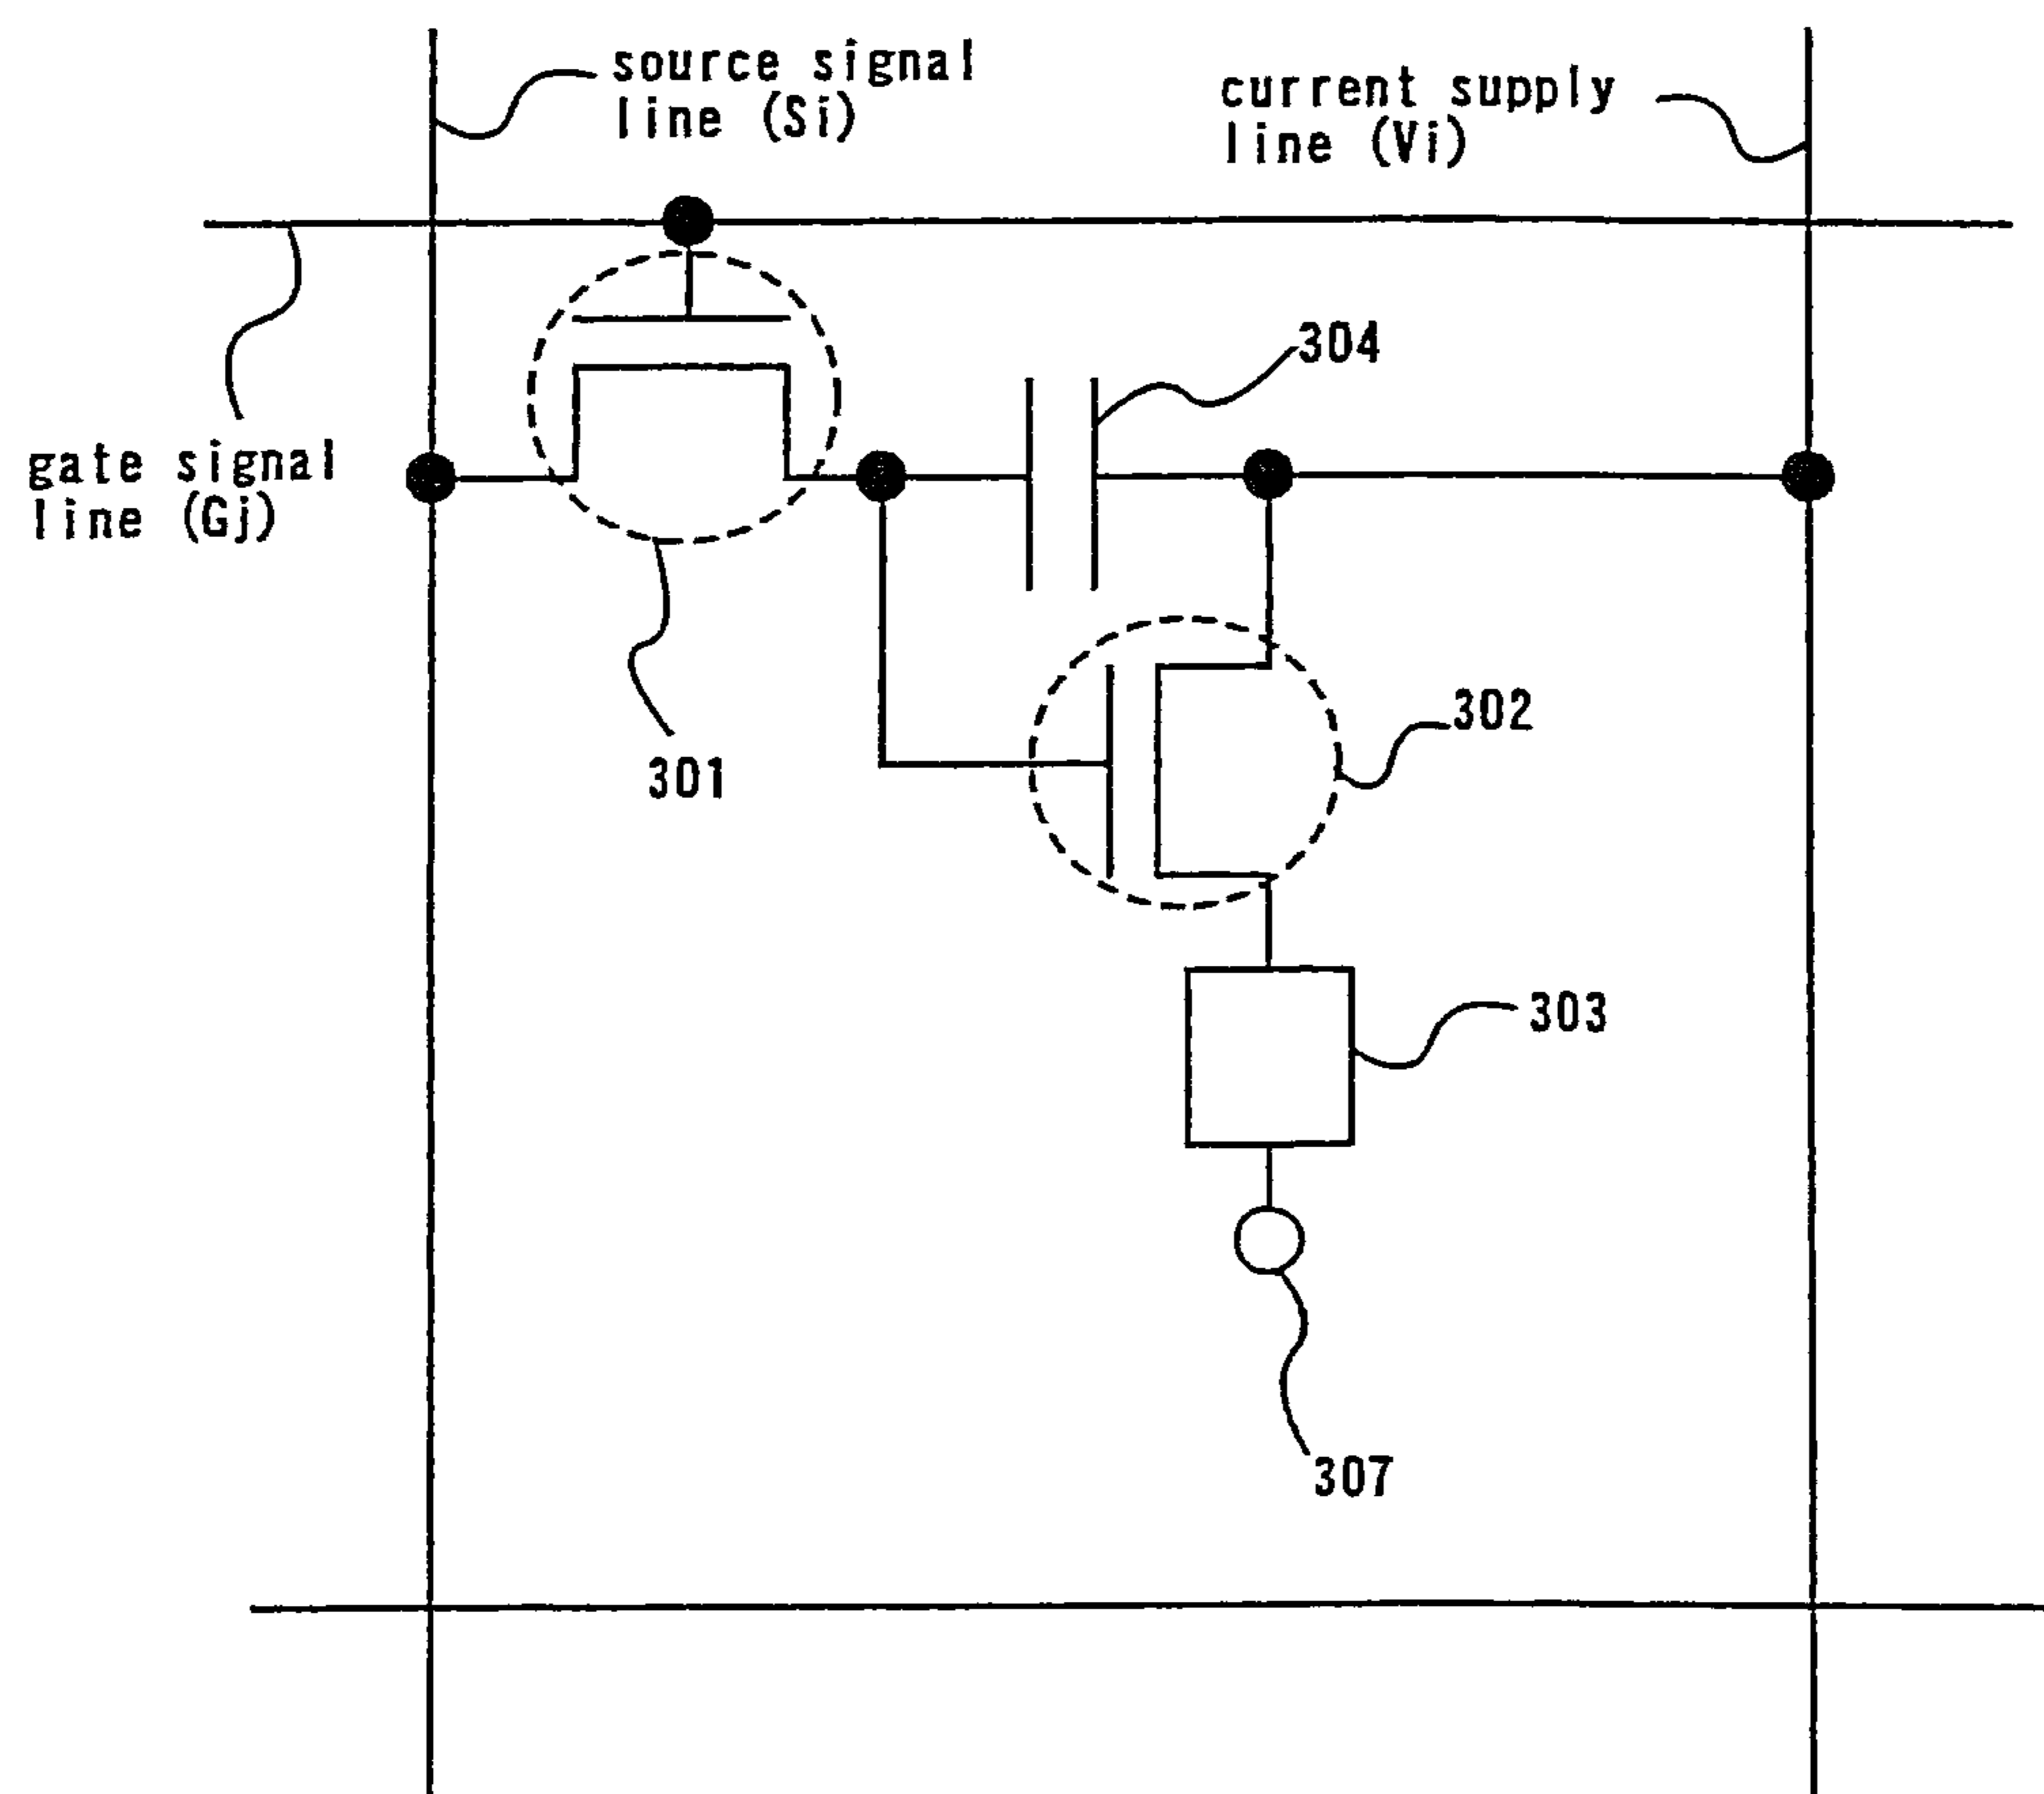 source signal
line (Si)
current supply
line (Vi)
304
gate signal
line (Gj)
302
301
303
307